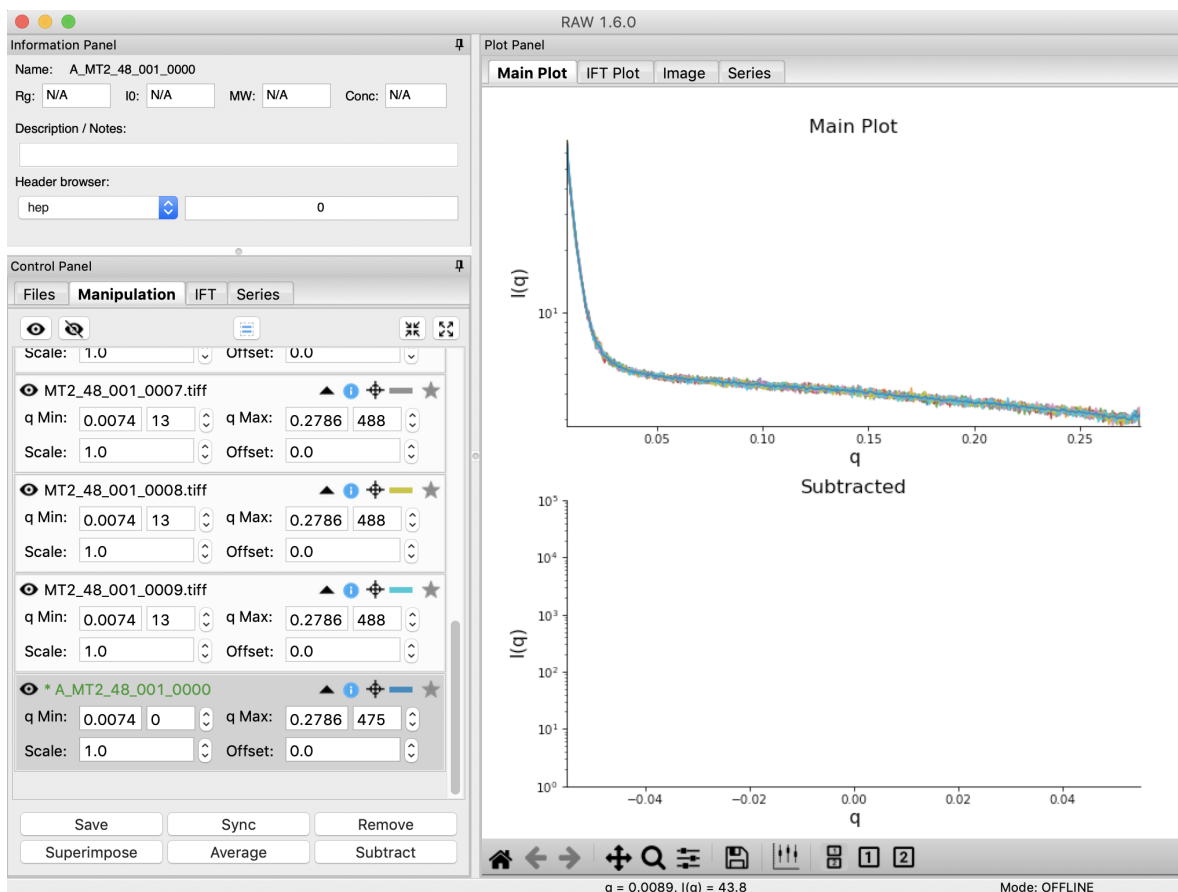 RAW 1.6.0
Information Panel
Name: A_MT2_48_001_0000
Rg: N/A I0: N/A MW: N/A Conc: N/A
Description / Notes:
Header browser:
hep 0
Control Panel
Files Manipulation IFT Series
Scale: 1.0 Offset: 0.0
MT2_48_001_0007.tiff
q Min: 0.0074 13 q Max: 0.2786 488
Scale: 1.0 Offset: 0.0
MT2_48_001_0008.tiff
q Min: 0.0074 13 q Max: 0.2786 488
Scale: 1.0 Offset: 0.0
MT2_48_001_0009.tiff
q Min: 0.0074 13 q Max: 0.2786 488
Scale: 1.0 Offset: 0.0
* A_MT2_48_001_0000
q Min: 0.0074 0 q Max: 0.2786 475
Scale: 1.0 Offset: 0.0
Save Sync Remove
Superimpose Average Subtract
Plot Panel
Main Plot IFT Plot Image Series
Main Plot
I(q)
10¹
0.05 0.10 0.15 0.20 0.25
q
Subtracted
I(q)
10⁵
10⁴
10³
10²
10¹
10⁰
−0.04 −0.02 0.00 0.02 0.04
q
1 2 1 2
q = 0.0089, I(q) = 43.8 Mode: OFFLINE